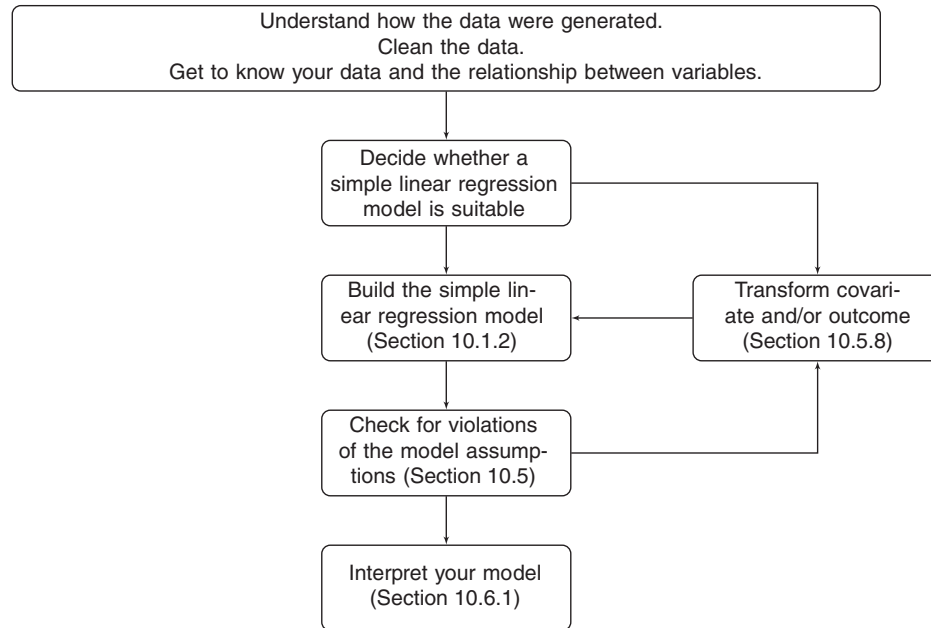 Understand how the data were generated.
Clean the data.
Get to know your data and the relationship between variables.
Decide whether a
simple linear regression
model is suitable
Build the simple lin-
ear regression model
(Section 10.1.2)
Transform covari-
ate and/or outcome
(Section 10.5.8)
Check for violations
of the model assump-
tions (Section 10.5)
Interpret your model
(Section 10.6.1)